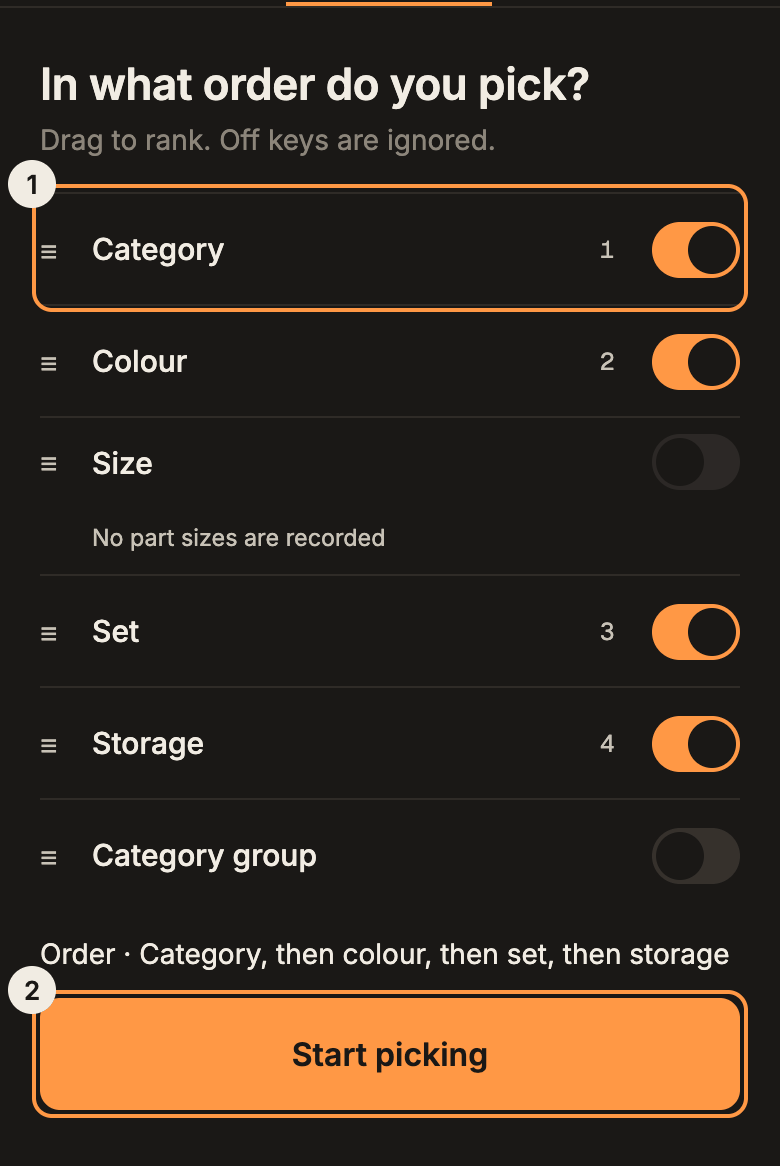 In what order do you pick?
Drag to rank. Off keys are ignored.
1
Category 1
Colour 2
Size
No part sizes are recorded
Set 3
Storage 4
Category group
Order · Category, then colour, then set, then storage
2
Start picking